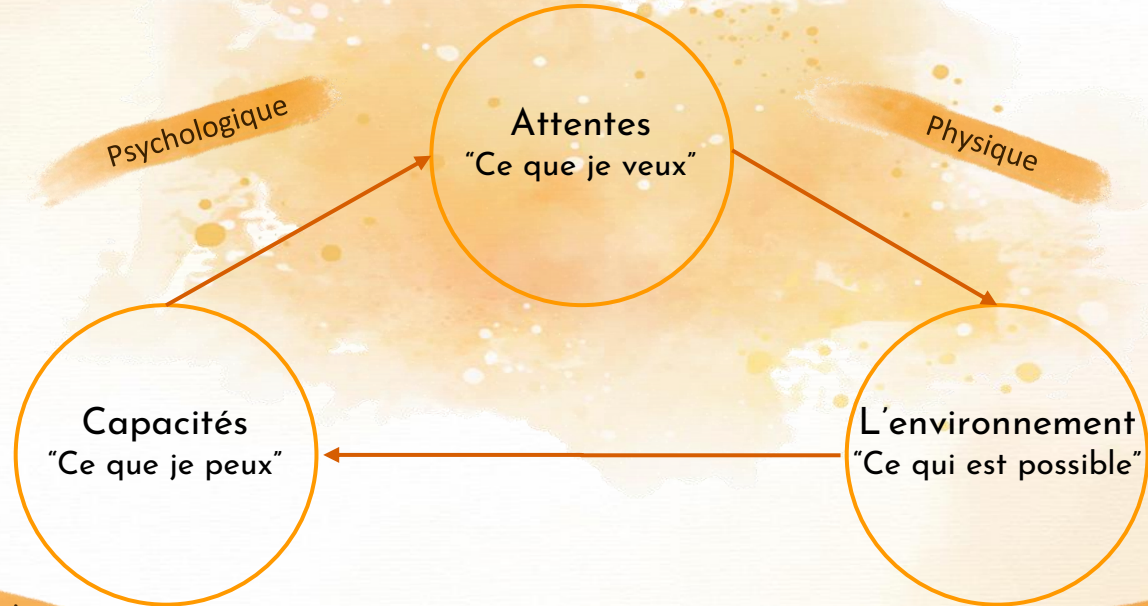 Psychologique
Physique
Attentes
“Ce que je veux”
Capacités
“Ce que je peux”
L’environnement
“Ce qui est possible”